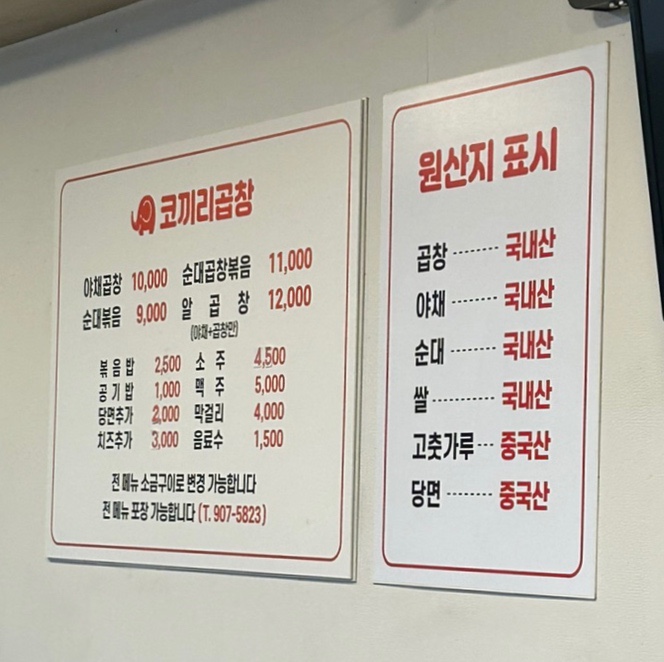 코끼리곱창
야채곱창 10,000 순대곱창볶음 11,000
순대볶음 9,000 알 곱 창 12,000
(야채+곱창만)
볶음밥 2,500 소 주 4,500
공기밥 1,000 맥 주 5,000
당면추가 2,000 막걸리 4,000
치즈추가 3,000 음료수 1,500
전 메뉴 소금구이로 변경 가능합니다
전 메뉴 포장 가능합니다 (T. 907-5823)
원산지 표시
곱창 ------- 국내산
야채 ------- 국내산
순대 ------- 국내산
쌀 ---------- 국내산
고춧가루 --- 중국산
당면 ------- 중국산